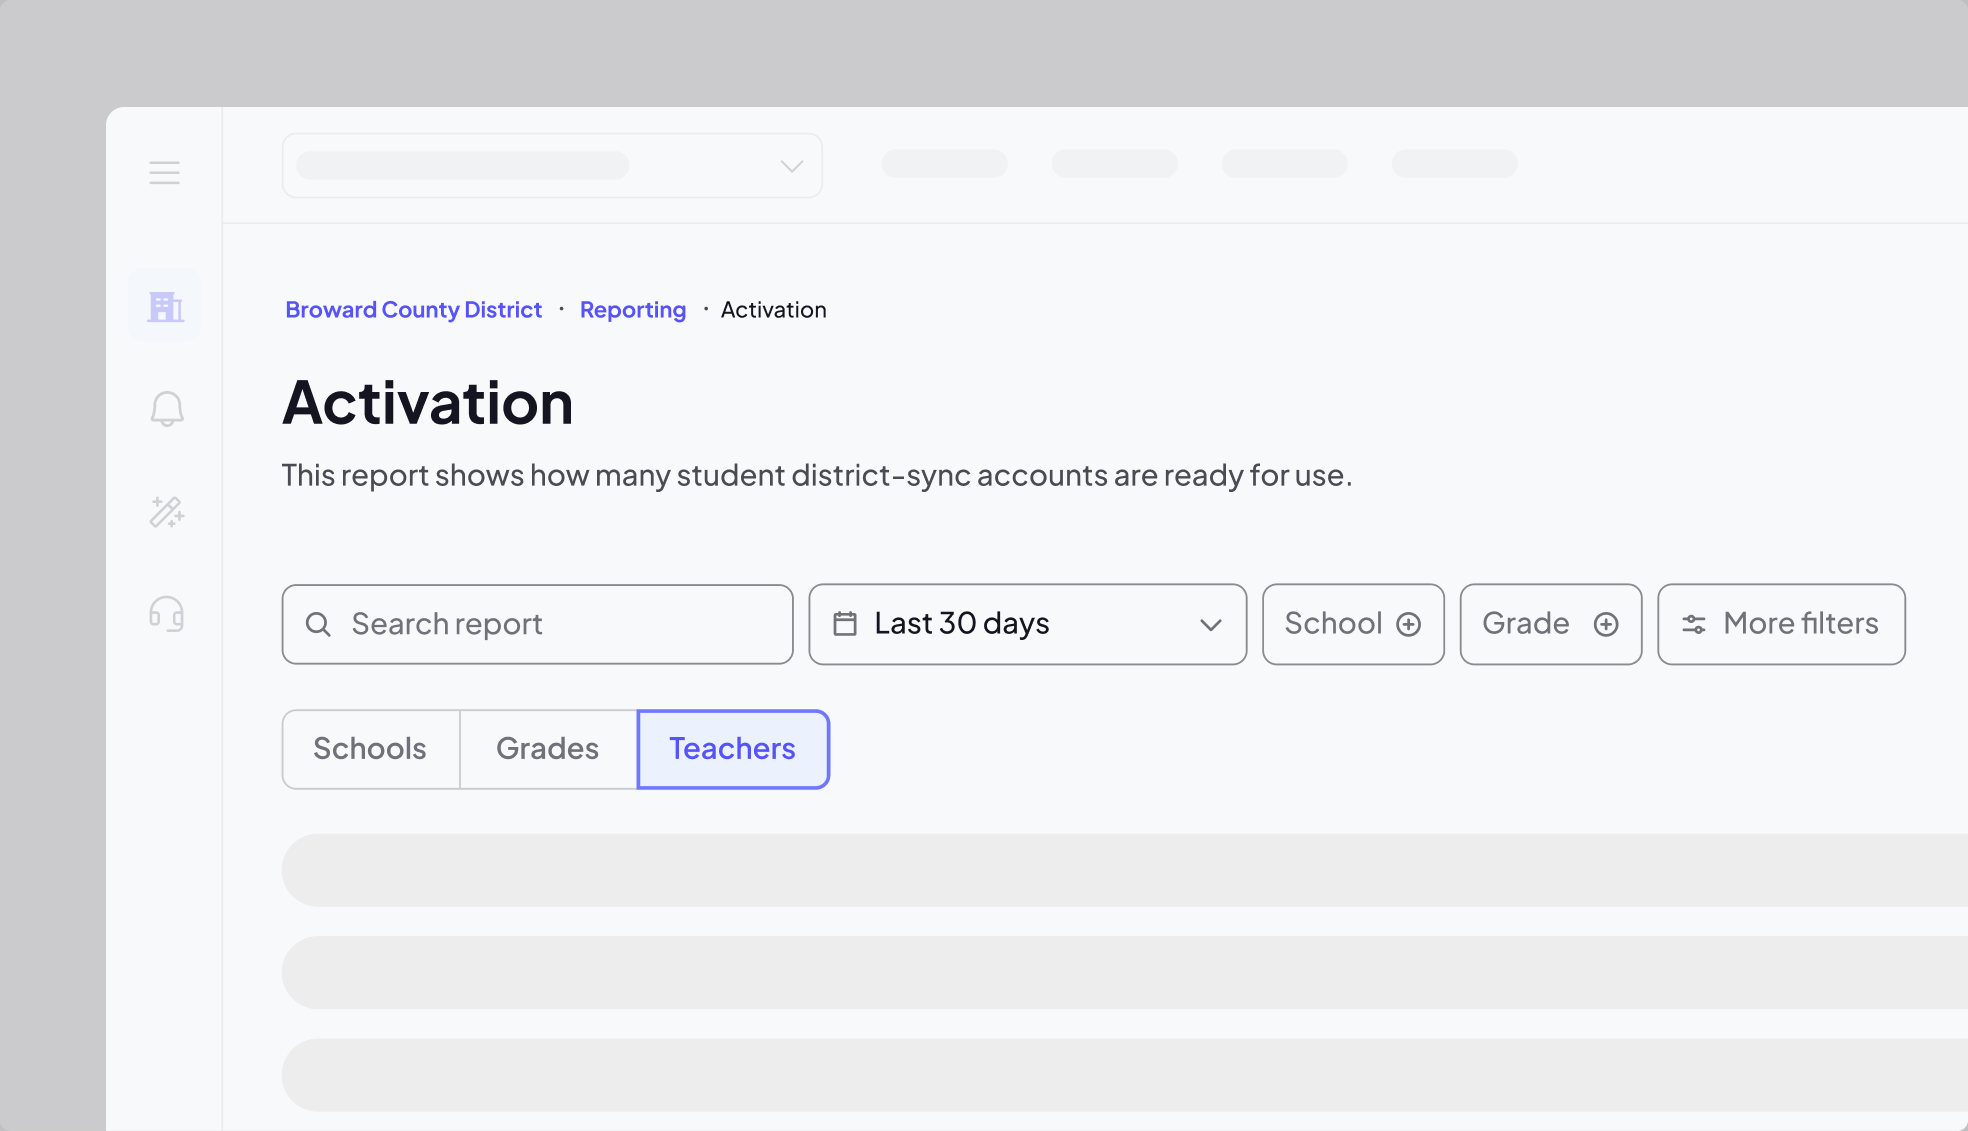 Broward County District · Reporting · Activation
Activation
This report shows how many student district-sync accounts are ready for use.
Search report
Last 30 days
School
Grade
More filters
Schools
Grades
Teachers